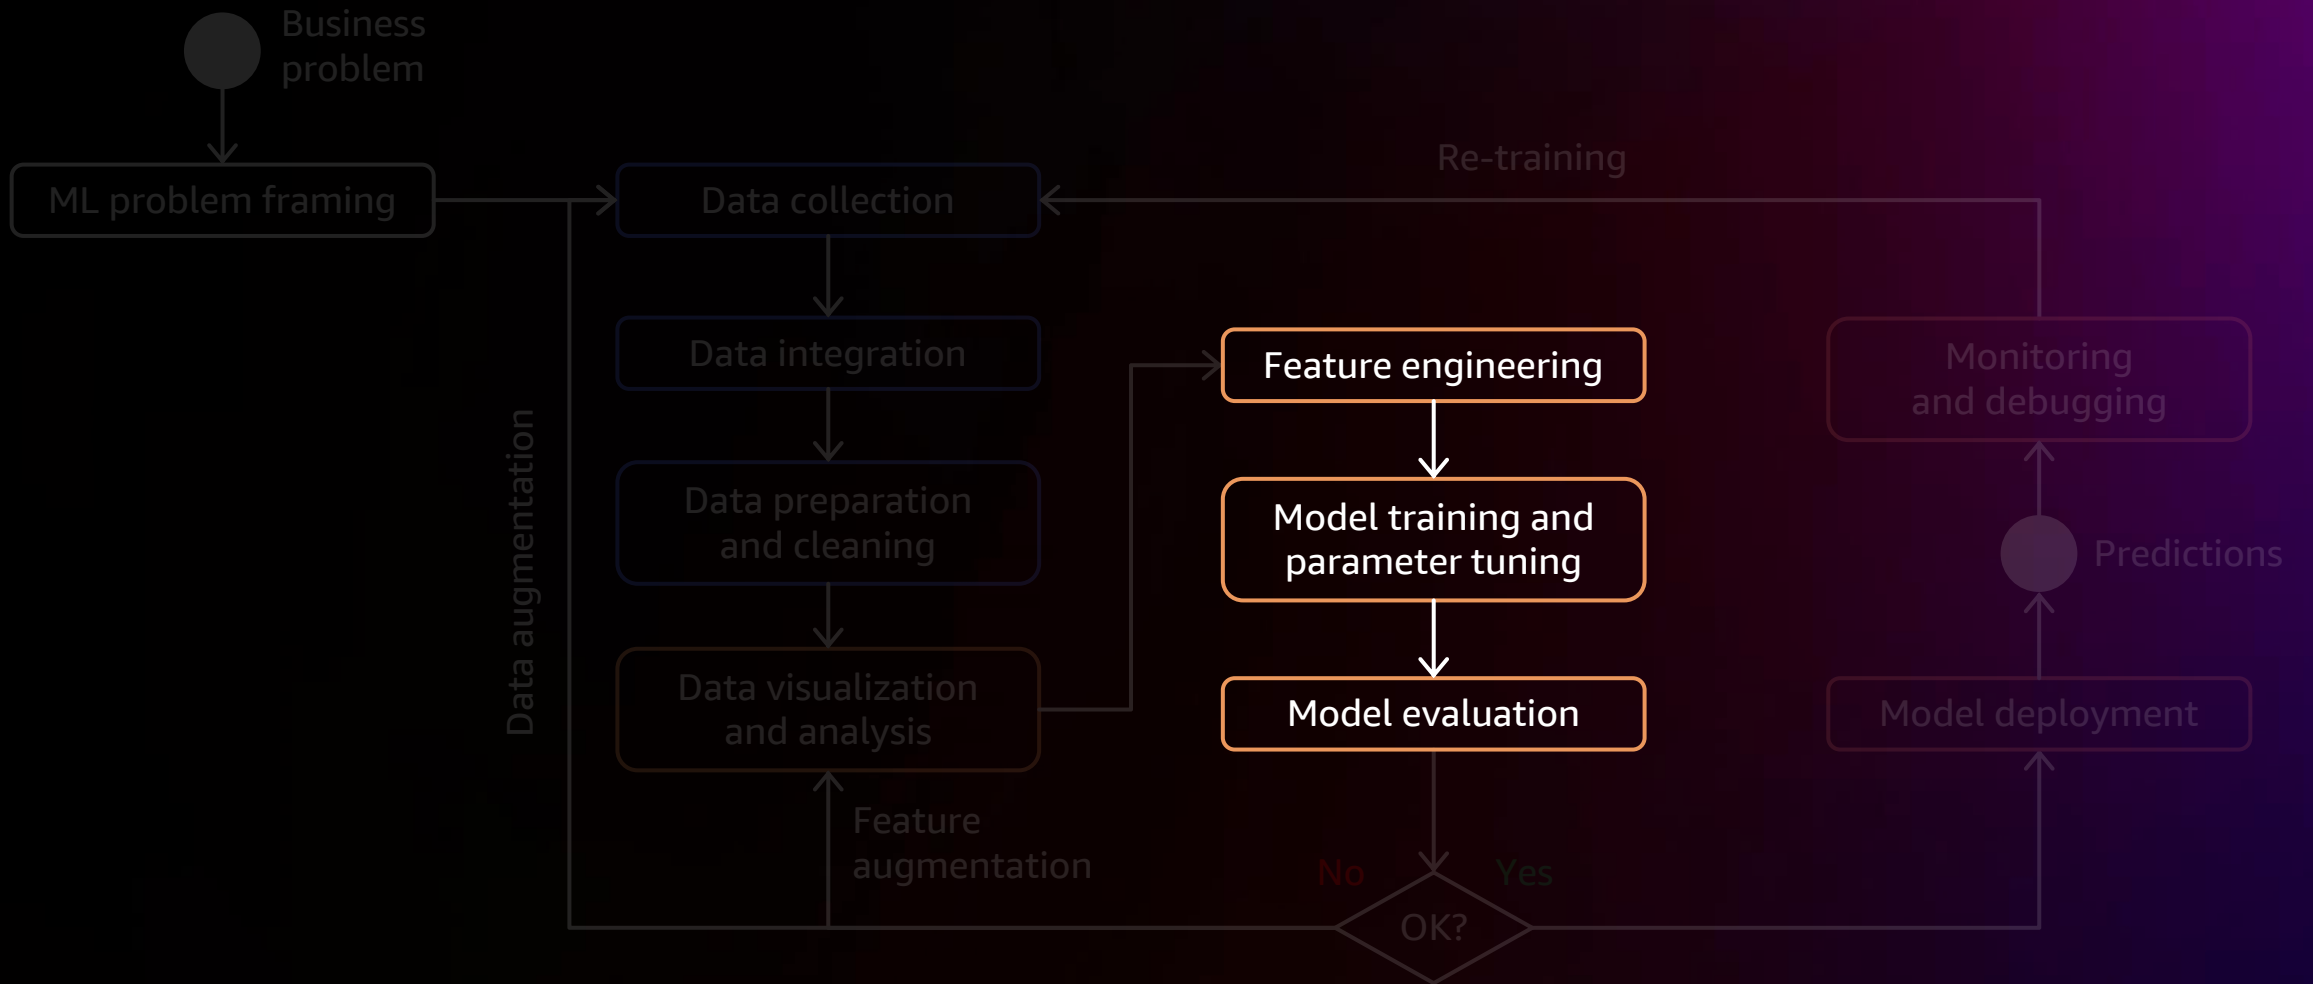 Business
problem
ML problem framing
Data collection
Re-training
Data integration
Data preparation
and cleaning
Data visualization
and analysis
Data augmentation
Feature
augmentation
Feature engineering
Model training and
parameter tuning
Model evaluation
No
Yes
OK?
Monitoring
and debugging
Predictions
Model deployment